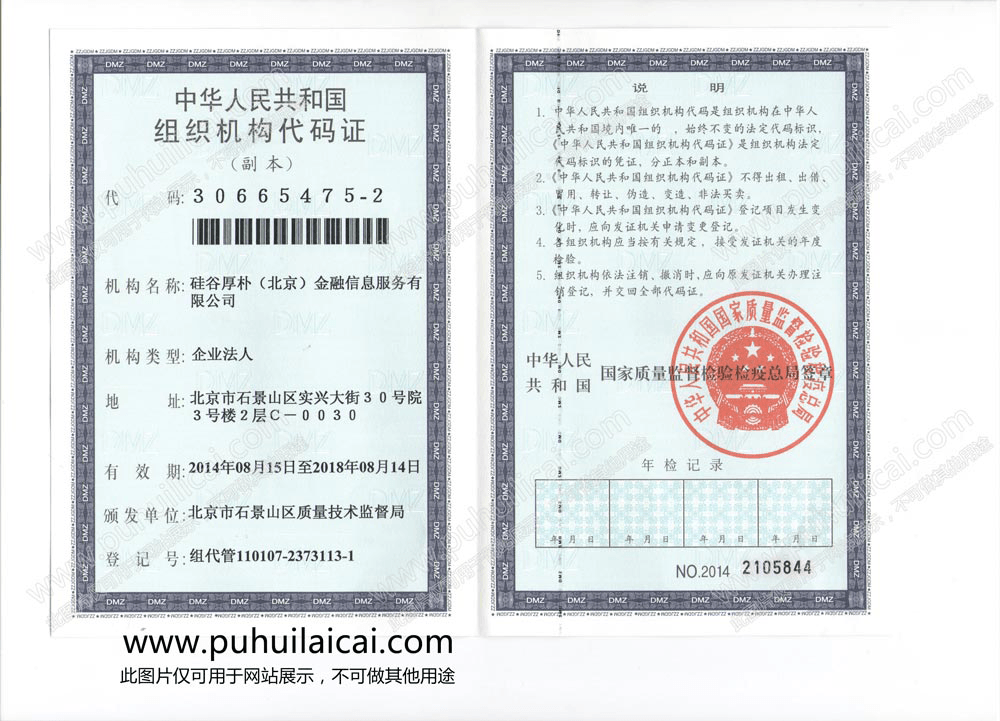 中华人民共和国
组织机构代码证
（副本）
代 码: 30665475-2
机构名称: 硅谷厚朴（北京）金融信息服务有
限公司
机构类型: 企业法人
地 址: 北京市石景山区实兴大街３０号院
３号楼２层Ｃ－００３０
有 效 期: 2014年08月15日至2018年08月14日
颁发单位: 北京市石景山区质量技术监督局
登 记 号: 组代管110107-2373113-1
说 明
1. 中华人民共和国组织机构代码是组织机构在中华人
民共和国境内唯一的 ，始终不变的法定代码标识，
《中华人民共和国组织机构代码证》是组织机构法定
代码标识的凭证，分正本和副本。
2.《中华人民共和国组织机构代码证》不得出租、出借、
冒用、转让、伪造、变造、非法买卖。
3.《中华人民共和国组织机构代码证》登记项目发生变
化时，应向发证机关申请变更登记。
4. 各组织机构应当按有关规定，接受发证机关的年度
检验。
5. 组织机构依法注销、撤消时，应向原发证机关办理注
销登记，并交回全部代码证。
中华人民
共 和 国 国家质量监督检验检疫总局签章
中华人民共和国国家质量监督检验检疫总局
年检记录
年 月 日 年 月 日 年 月 日 年 月 日
NO.2014 2105844
www.puhuilaicai.com
此图片仅可用于网站展示，不可做其他用途